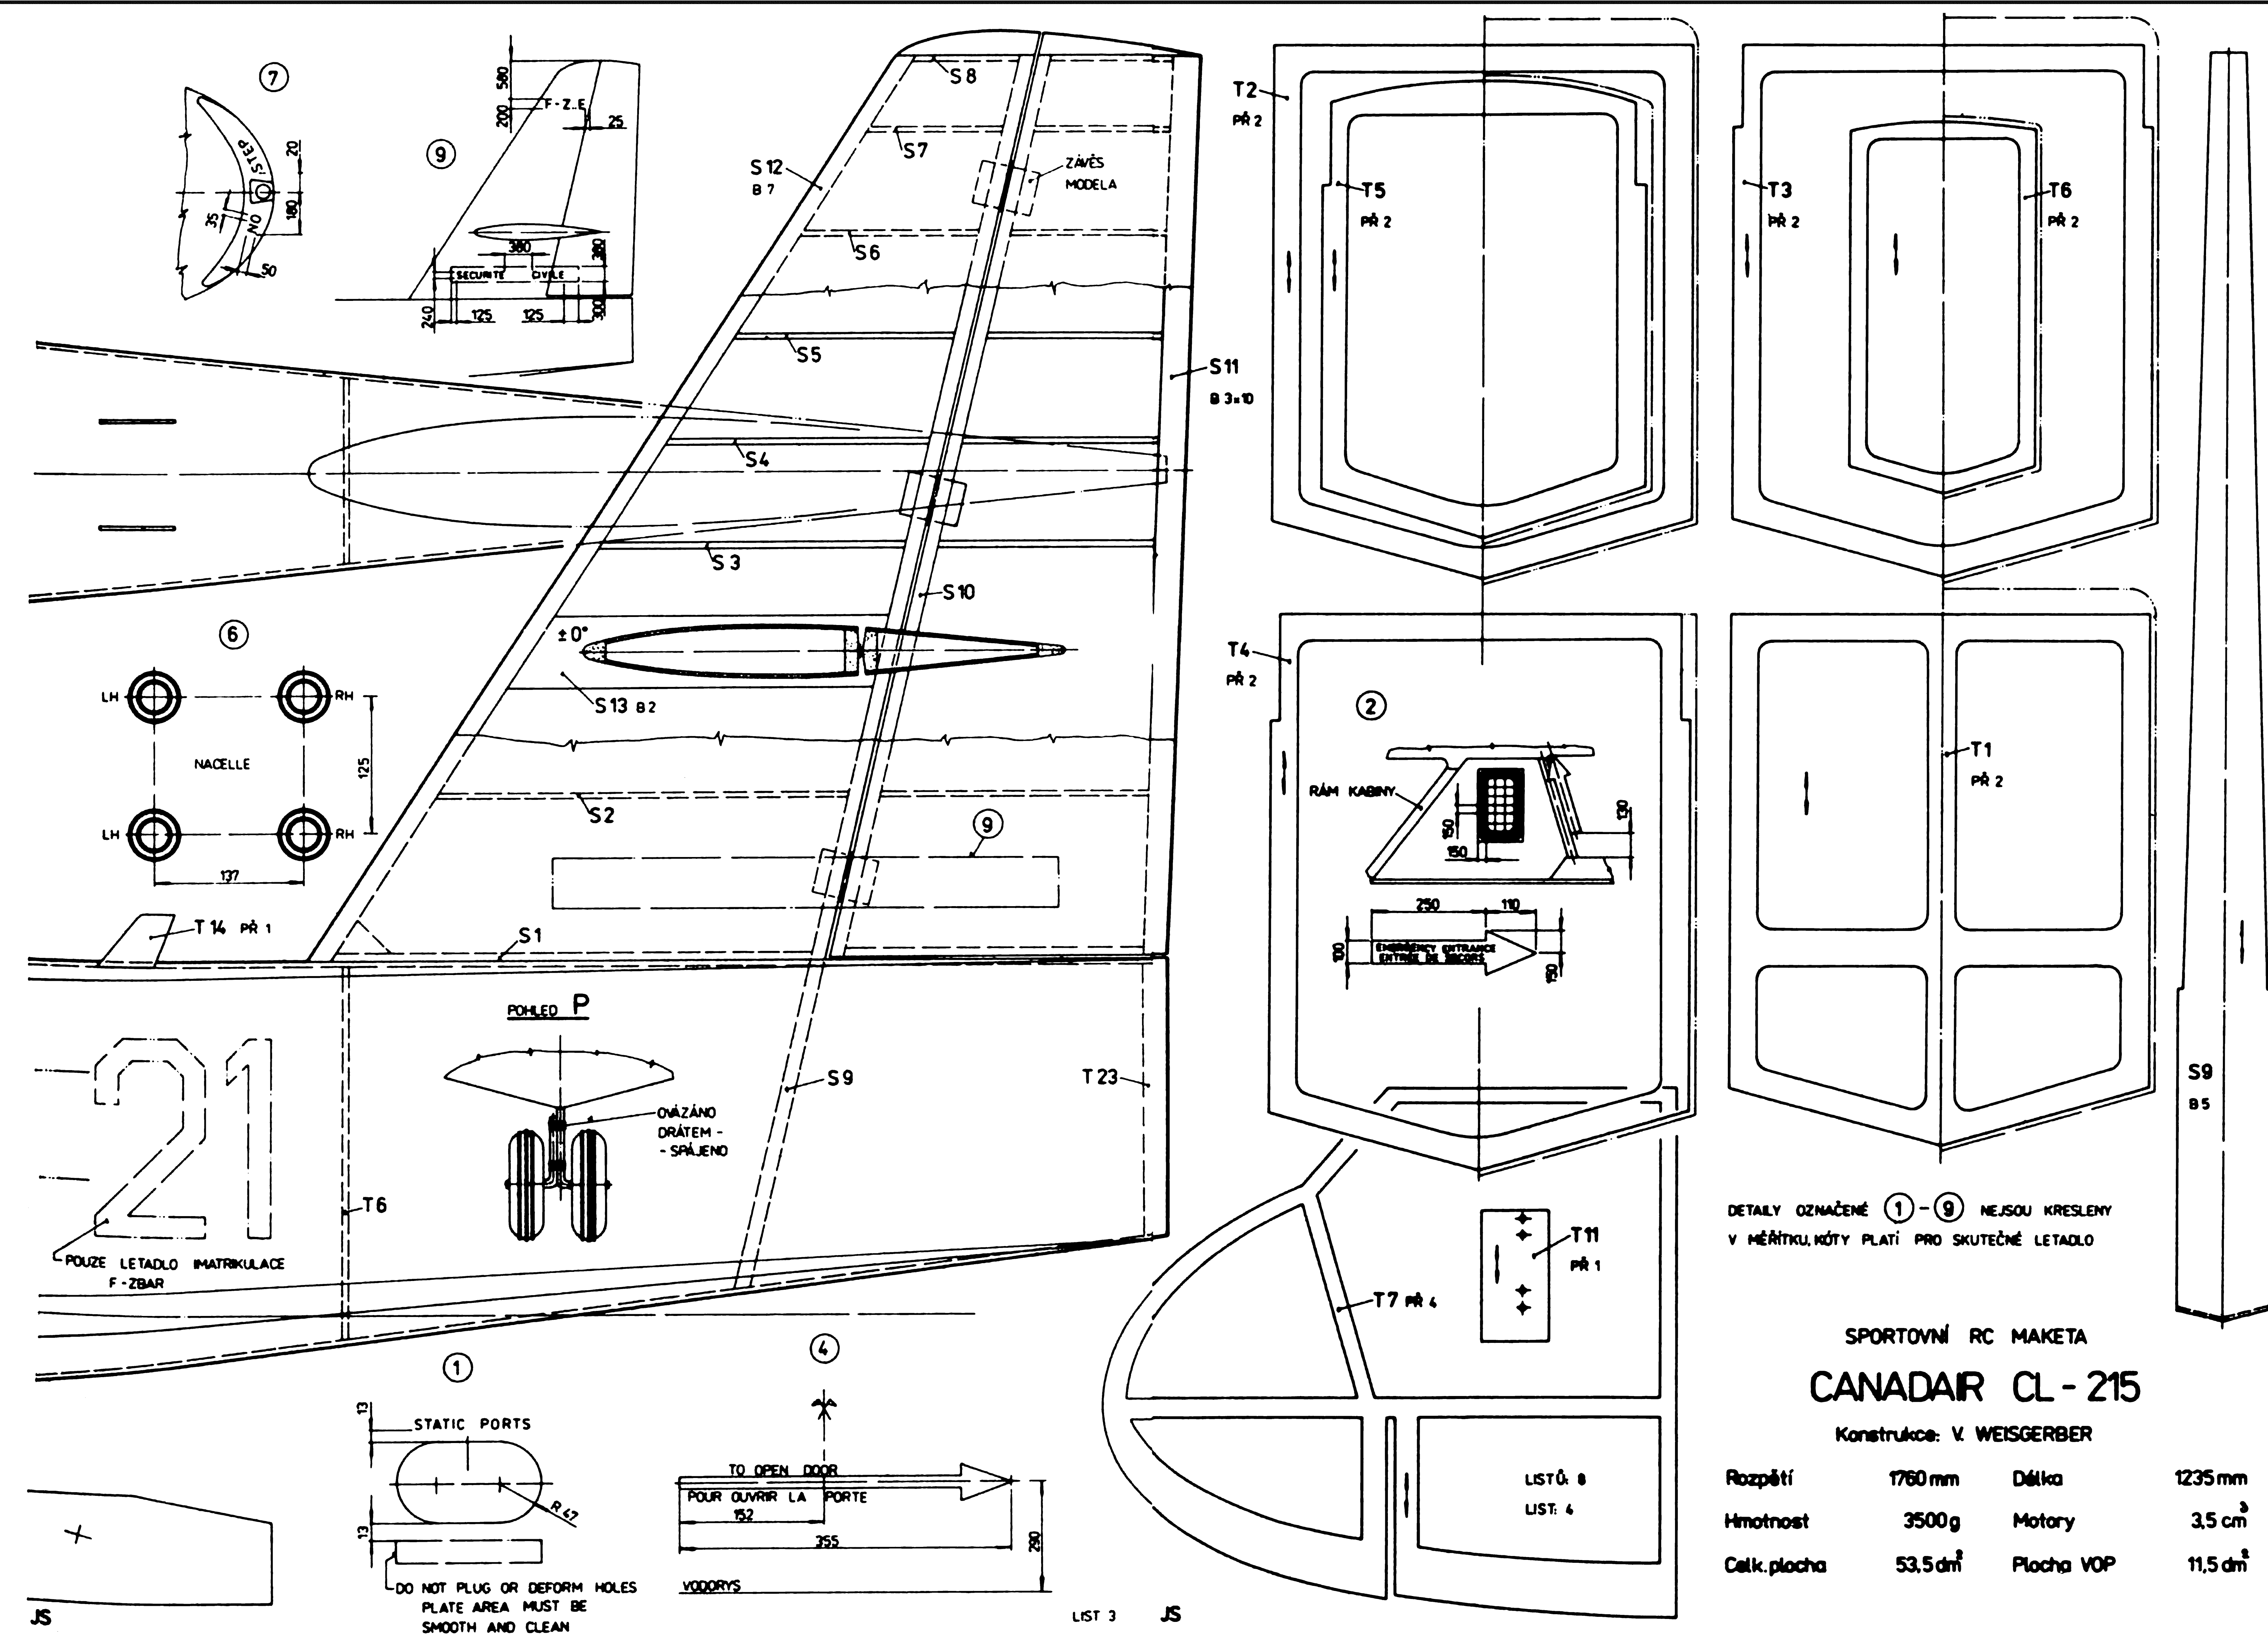 7
STEP
NO
20
180
35
50
9
580
200
F-Z..E
25
380
380
SECURITE CIVILE
240
125
125
300
S8
S7
S12
B 7
ZÁVĚS
MODELA
S6
S5
S11
B 3×10
S4
S3
S10
±0°
S13 B2
S2
9
S1
6
LH
RH
NACELLE
125
LH
RH
137
T 14 PŘ 1
POHLED P
OVÁZÁNO
DRÁTEM -
- SPÁJENO
S9
T 23
T6
21
POUZE LETADLO IMATRIKULACE
F-ZBAR
1
13
STATIC PORTS
R 47
13
DO NOT PLUG OR DEFORM HOLES
PLATE AREA MUST BE
SMOOTH AND CLEAN
JS
4
TO OPEN DOOR
POUR OUVRIR LA PORTE
152
355
290
VODORYS
LIST 3 JS
T2
PŘ 2
T5
PŘ 2
T3
PŘ 2
T6
PŘ 2
T4
PŘ 2
2
RÁM KABINY
150
150
130
250
110
100
EMERGENCY ENTRANCE
ENTRÉE DE SECORS
150
T1
PŘ 2
S9
B5
T11
PŘ 1
T7 PŘ 4
LISTŮ: 8
LIST: 4
DETAILY OZNAČENÉ 1 - 9 NEJSOU KRESLENY
V MĚŘÍTKU, KÓTY PLATÍ PRO SKUTEČNÉ LETADLO
SPORTOVNÍ RC MAKETA
CANADAIR CL-215
Konstrukce: V. WEISGERBER
Rozpětí 1760 mm Délka 1235 mm
Hmotnost 3500 g Motory 3,5 cm³
Celk. plocha 53,5 dm² Plocha VOP 11,5 dm²